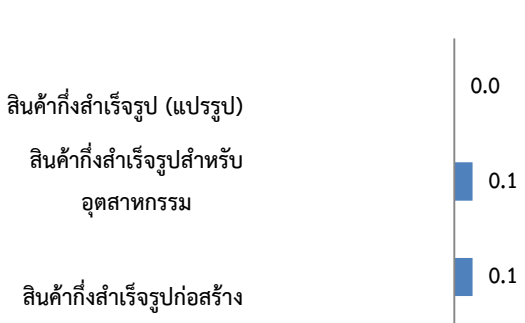 0.0
สินค้ากึ่งสำเร็จรูป (แปรรูป)
สินค้ากึ่งสำเร็จรูปสำหรับ
อุตสาหกรรม
0.1
สินค้ากึ่งสำเร็จรูปก่อสร้าง
0.1